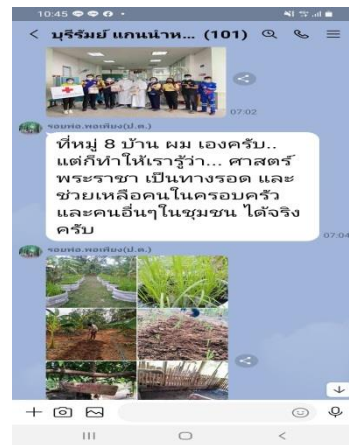 10:45
บุรีรัมย์ แกนนำห... (101)
07:02
รอยพ่อ.พอเพียง(ป.ต.)
ที่หมู่ 8 บ้าน ผม เองครับ..
แต่ก็ทำให้เรารู้ว่า... ศาสตร์
พระราชา เป็นทางรอด และ
ช่วยเหลือคนในครอบครัว
และคนอื่นๆในชุมชน ได้จริง
ครับ
07:04
รอยพ่อ.พอเพียง(ป.ต.)